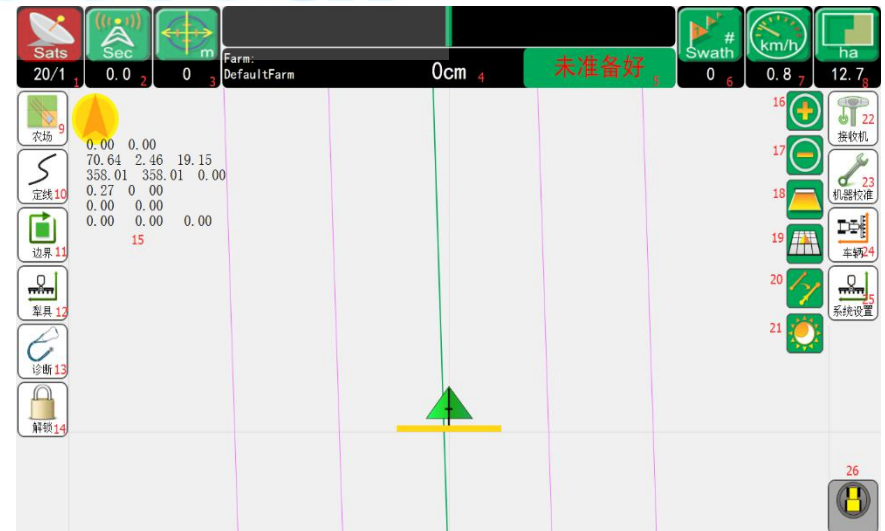 Sats
20/1
1
Sec
0.0
2
m
0
3
Farm:
DefaultFarm
0cm
4
未准备好
5
#
Swath
0
6
km/h
0.8
7
ha
12.7
8
农场
9
定线
10
边界
11
犁具
12
诊断
13
解锁
14
0.00 0.00
70.64 2.46 19.15
358.01 358.01 0.00
0.27 0 00
0.00 0.00
0.00 0.00 0.00
15
16
17
18
19
20
21
22
接收机
23
机器校准
车辆
24
25
系统设置
26